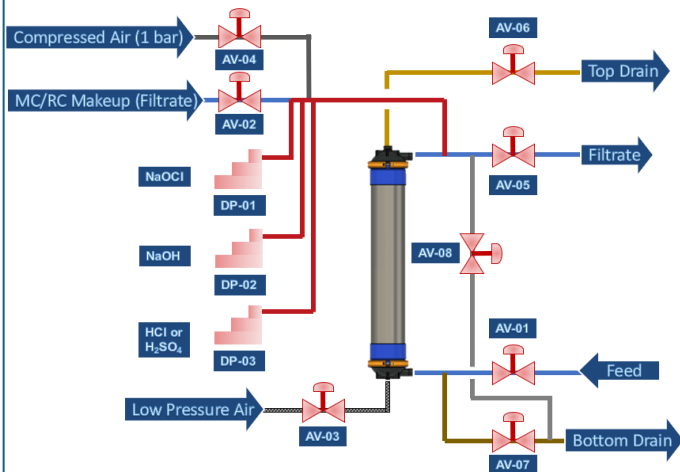 AV-06
Compressed Air (1 bar)
Top Drain
AV-04
MC/RC Makeup (Filtrate)
AV-02
Filtrate
NaOCl
AV-05
DP-01
AV-08
NaOH
DP-02
AV-01
HCl or
H₂SO₄
DP-03
Feed
Low Pressure Air
AV-03
Bottom Drain
AV-07